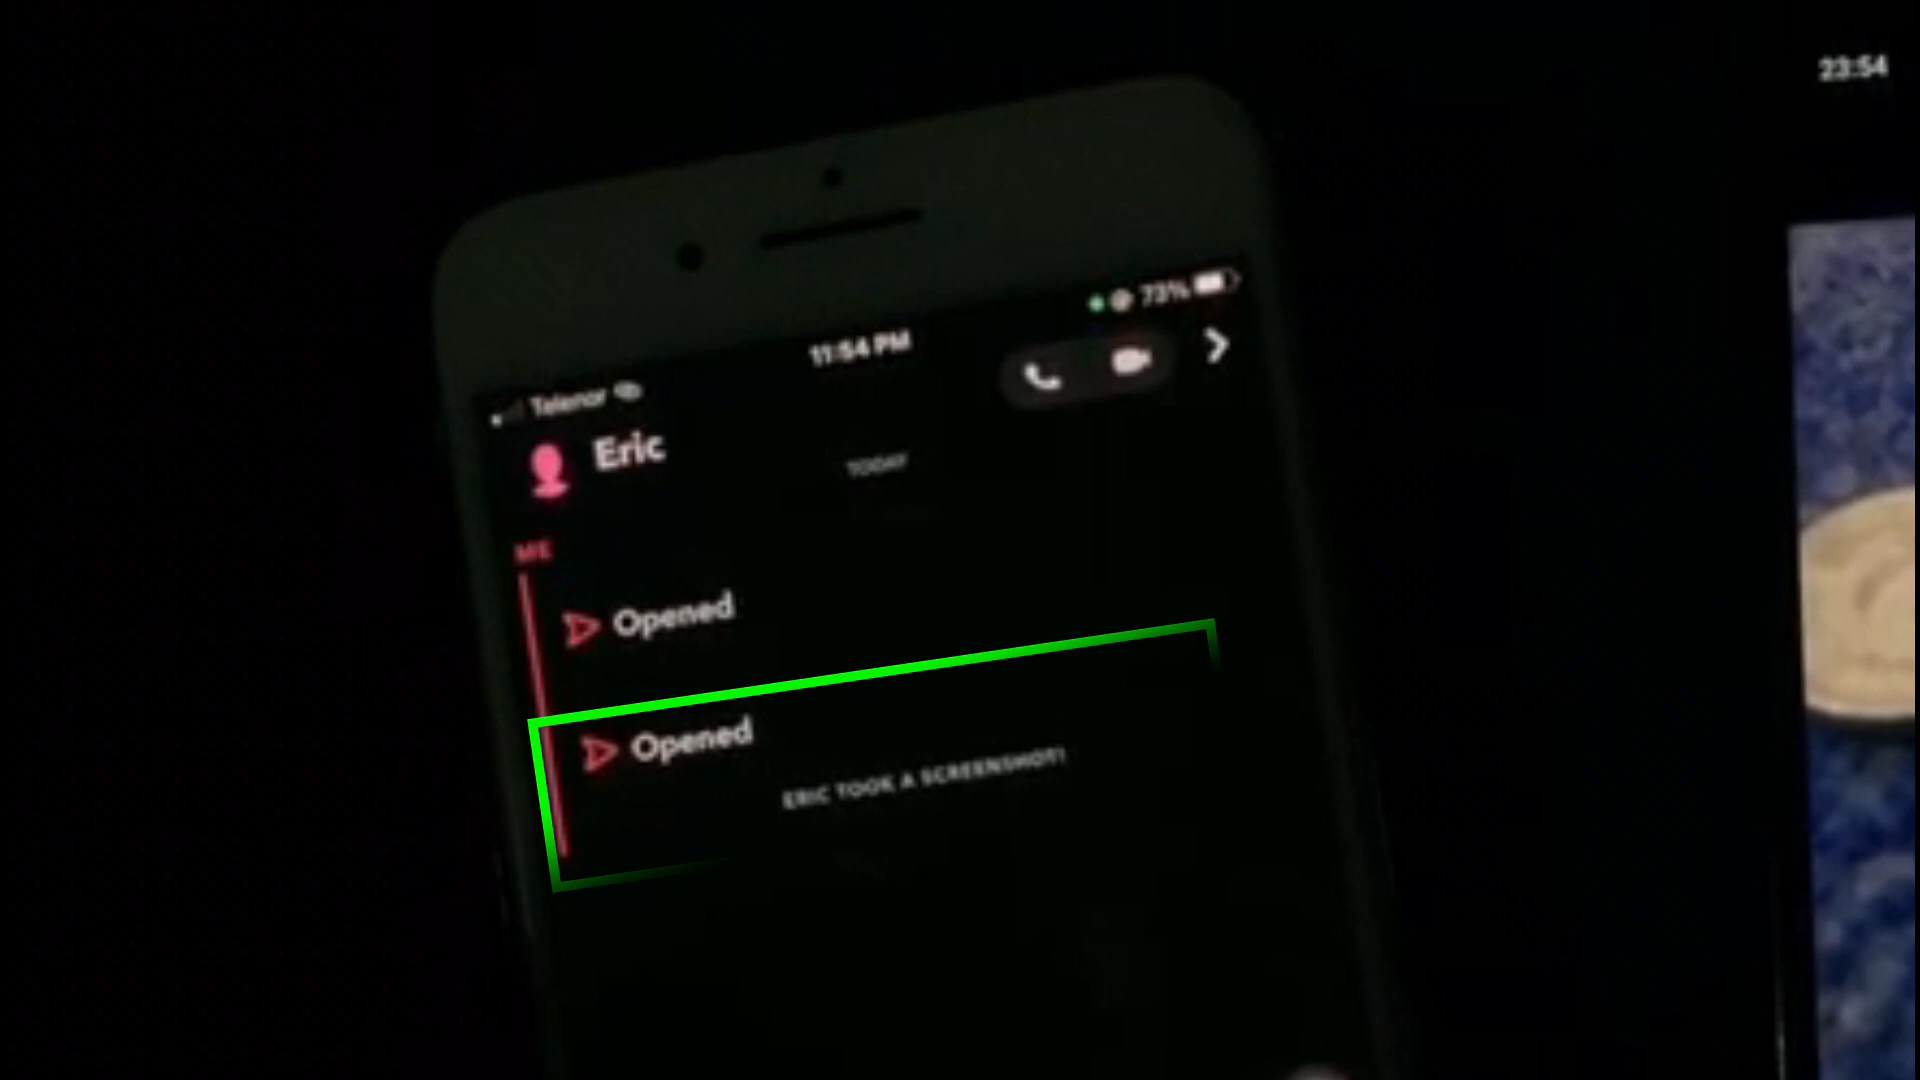 23:54
73%
11:54 PM
Telenor
Eric
TODAY
ME
Opened
Opened
ERIC TOOK A SCREENSHOT!